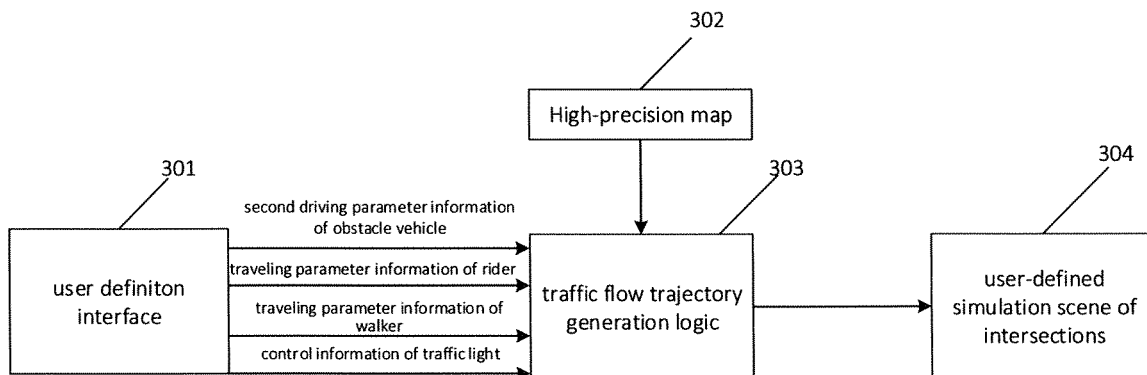 302
High-precision map
301
303
304
second driving parameter information
of obstacle vehicle
user definiton
interface
traveling parameter information of rider
traveling parameter information of
walker
control information of traffic light
traffic flow trajectory
generation logic
user-defined
simulation scene of
intersections